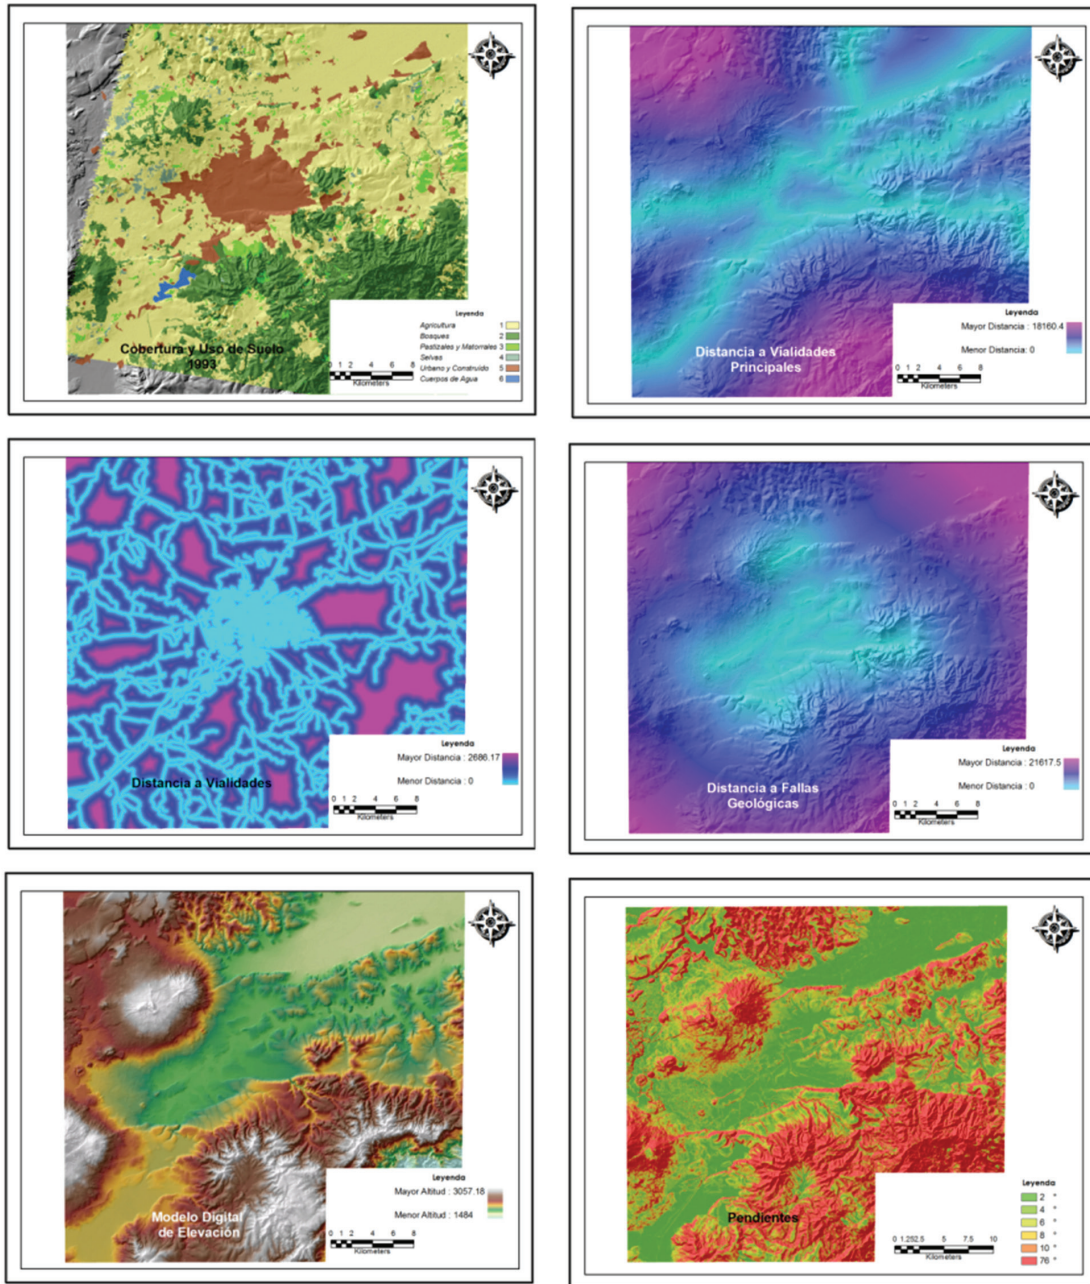 Leyenda
Agricultura 1
Bosques 2
Pastizales y Matorrales 3
Selvas 4
Urbano y Construido 5
Cuerpos de Agua 6
Cobertura y Uso de Suelo
1993
0 1 2 4 6 8
Kilometers
Leyenda
Mayor Distancia : 18160.4
Menor Distancia: 0
Distancia a Vialidades
Principales
0 1 2 4 6 8
Kilometers
Leyenda
Mayor Distancia : 2686.17
Menor Distancia : 0
Distancia a Vialidades
0 1 2 4 6 8
Kilometers
Leyenda
Mayor Distancia : 21617.5
Menor Distancia : 0
Distancia a Fallas
Geológicas
0 1 2 4 6 8
Kilometers
Leyenda
Mayor Altitud : 3057.18
Menor Altitud : 1484
Modelo Digital
de Elevación
0 1 2 4 6 8
Kilometers
Pendientes
Leyenda
2 °
4 °
6 °
8 °
10 °
76 °
0 1.252.5 5 7.5 10
Kilometers